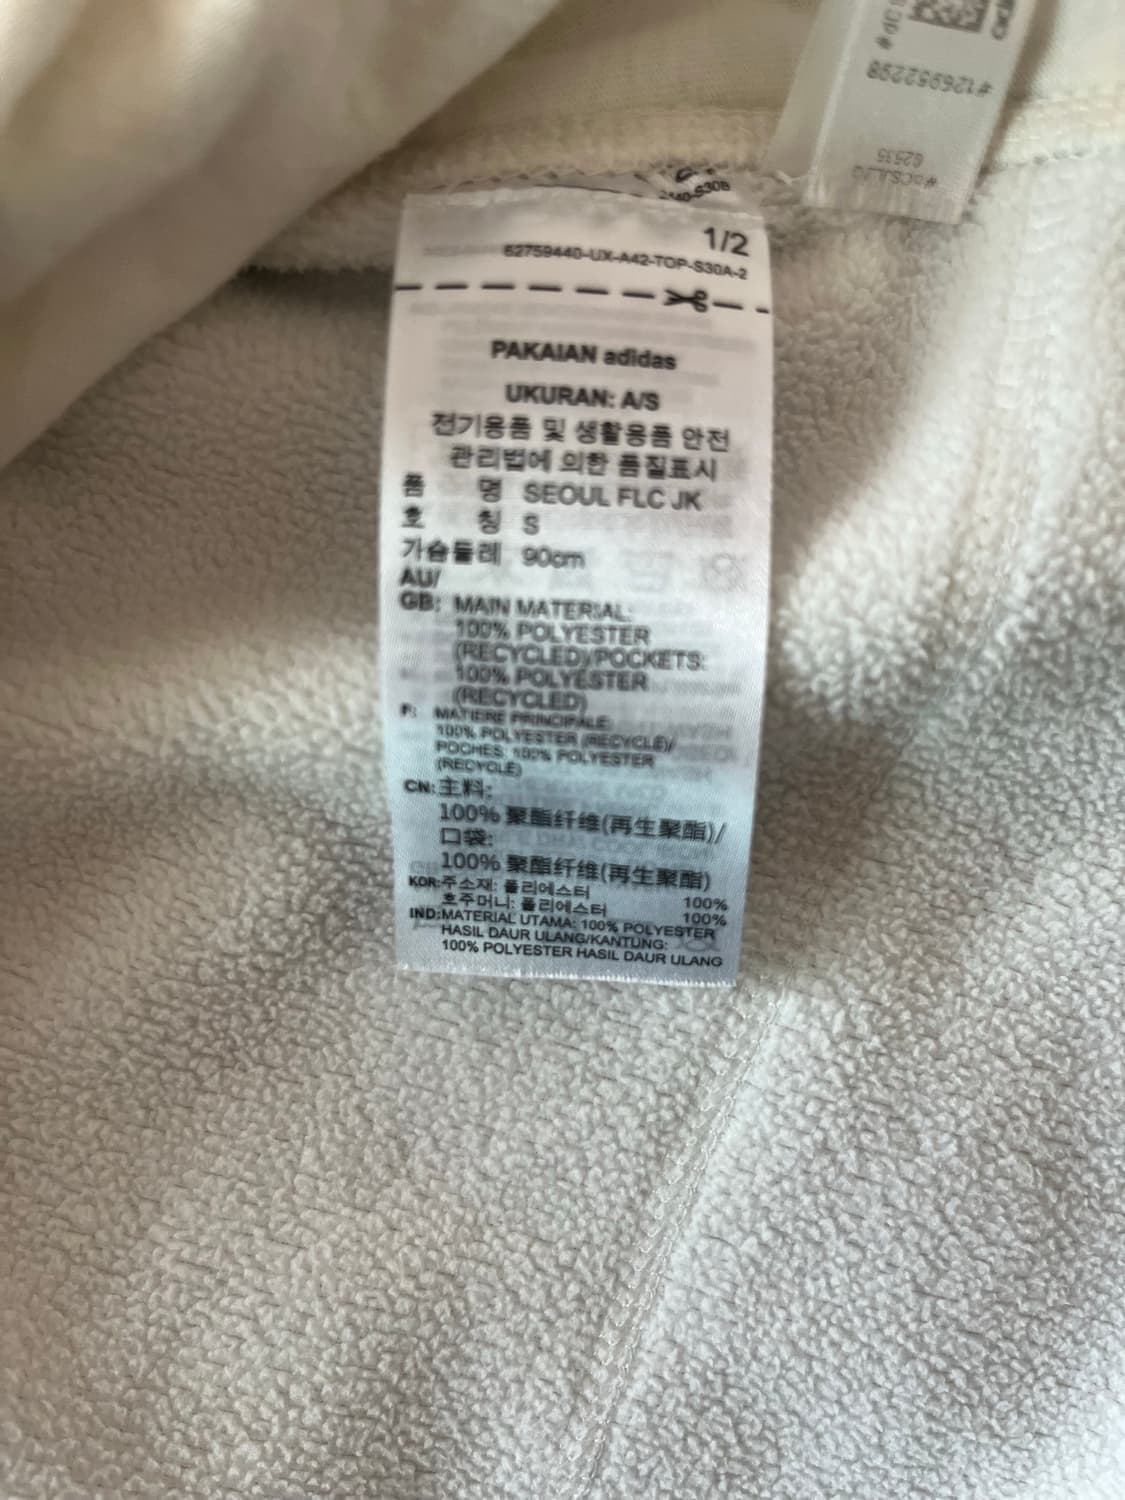 #126952298
62535
1/2
62759440-UX-A42-TOP-S30A-2
PAKAIAN adidas
UKURAN: A/S
전기용품 및 생활용품 안전
관리법에 의한 품질표시
품 명 SEOUL FLC JK
호 칭 S
가슴둘레 90cm
AU/
GB: MAIN MATERIAL:
100% POLYESTER
(RECYCLED)/POCKETS:
100% POLYESTER
(RECYCLED)
F: MATIERE PRINCIPALE:
100% POLYESTER (RECYCLÉ)/
POCHES: 100% POLYESTER
(RECYCLÉ)
CN: 主料:
100% 聚酯纤维(再生聚酯)/
口袋:
100% 聚酯纤维(再生聚酯)
KOR: 주소재: 폴리에스터 100%
호주머니: 폴리에스터 100%
IND: MATERIAL UTAMA: 100% POLYESTER
HASIL DAUR ULANG/KANTUNG:
100% POLYESTER HASIL DAUR ULANG